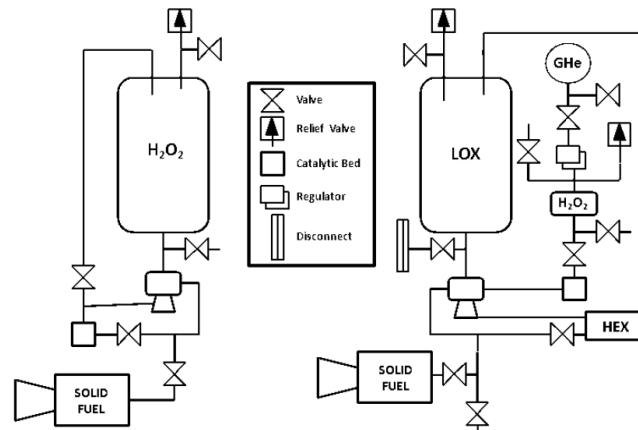 H₂O₂
Valve
Relief Valve
Catalytic Bed
Regulator
Disconnect
LOX
GHe
H₂O₂
HEX
SOLID
FUEL
SOLID
FUEL